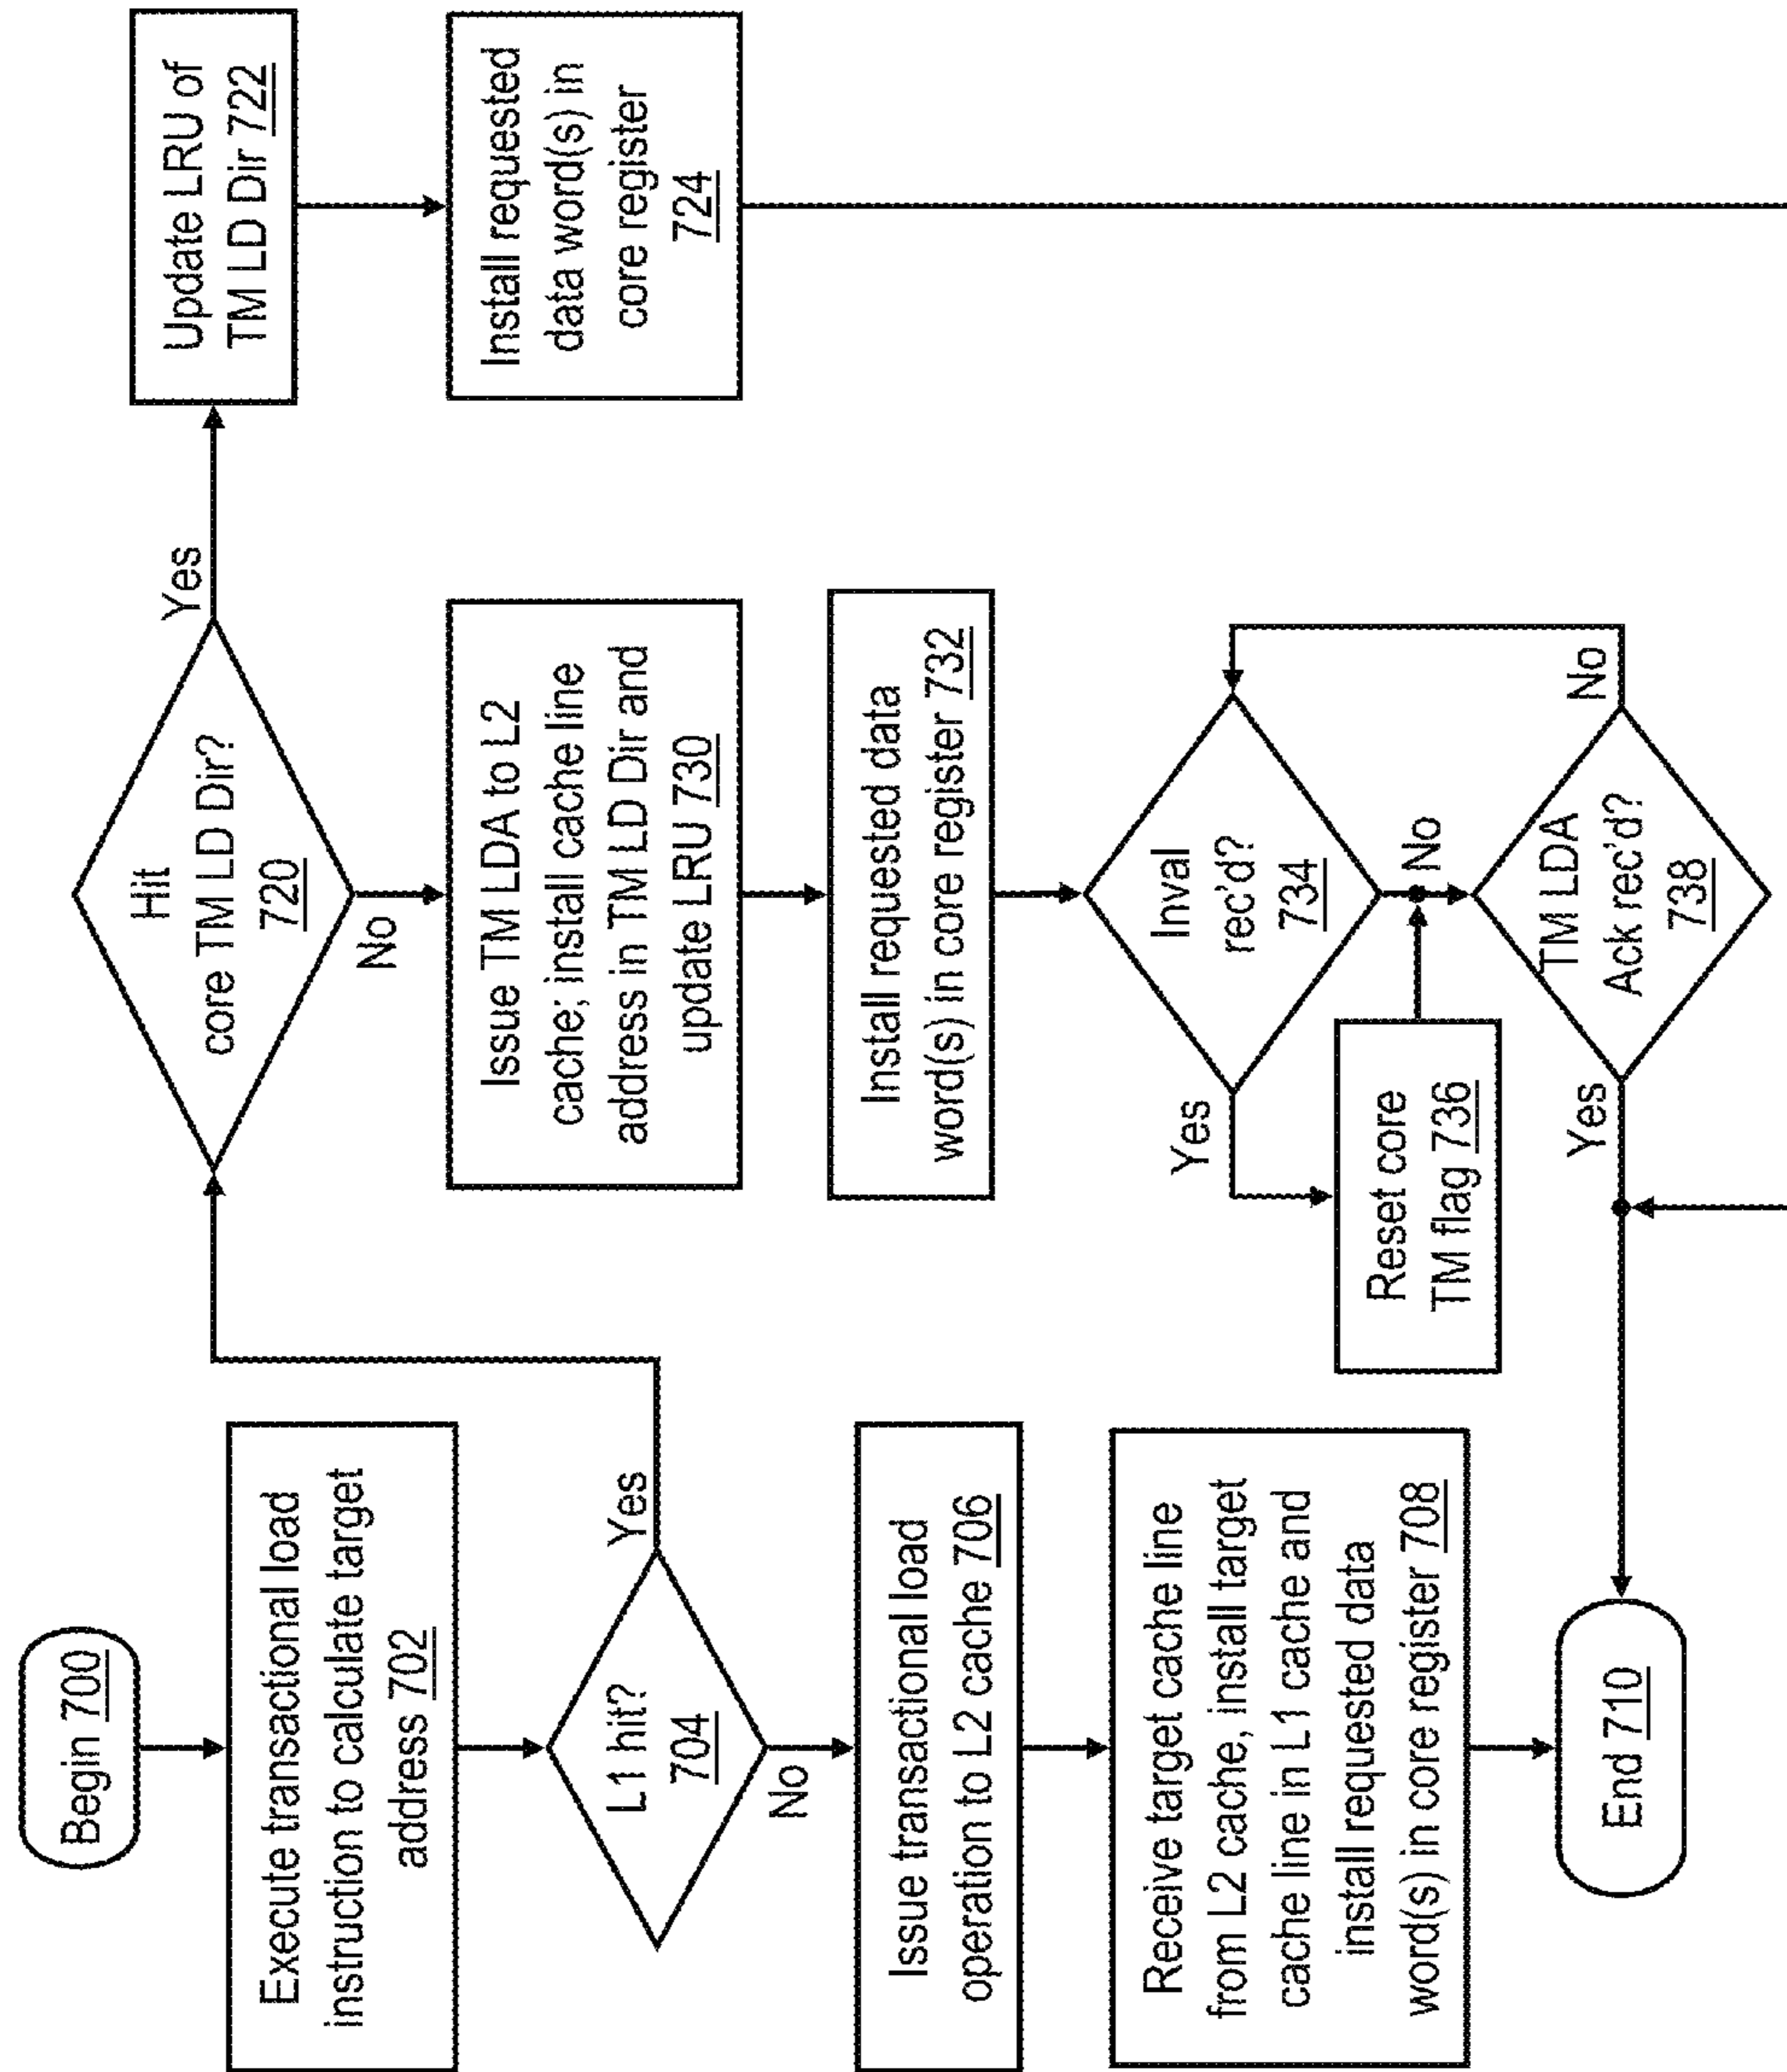 Begin 700
Execute transactional load
instruction to calculate target
address 702
L1 hit?
704
Yes
No
Issue transactional load
operation to L2 cache 706
Receive target cache line
from L2 cache, install target
cache line in L1 cache and
install requested data
word(s) in core register 708
End 710
Hit
core TM LD Dir?
720
Yes
No
Update LRU of
TM LD Dir 722
Install requested
data word(s) in
core register
724
Issue TM LDA to L2
cache; install cache line
address in TM LD Dir and
update LRU 730
Install requested data
word(s) in core register 732
Inval
rec'd?
734
Yes
No
Reset core
TM flag 736
TM LDA
Ack rec'd?
738
Yes
No